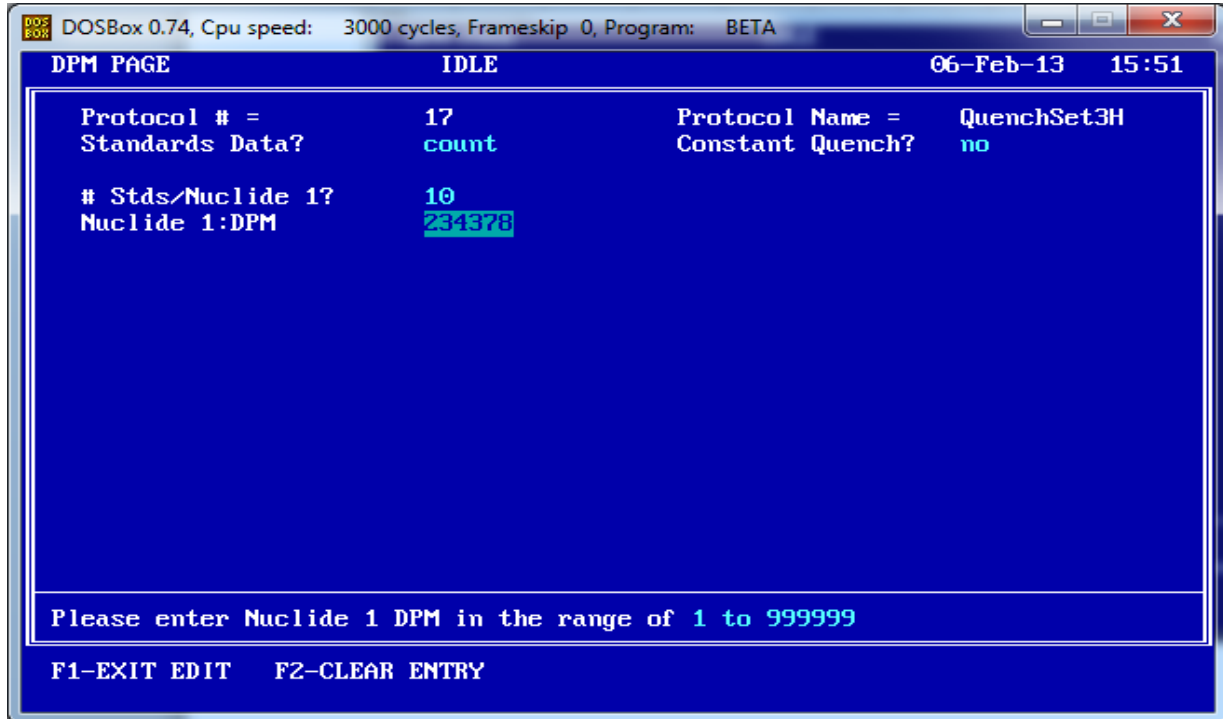 DOS BOX DOSBox 0.74, Cpu speed: 3000 cycles, Frameskip 0, Program: BETA
DPM PAGE IDLE 06-Feb-13 15:51
Protocol # = 17 Protocol Name = QuenchSet3H
Standards Data? count Constant Quench? no
# Stds/Nuclide 1? 10
Nuclide 1:DPM 234378
Please enter Nuclide 1 DPM in the range of 1 to 999999
F1-EXIT EDIT F2-CLEAR ENTRY